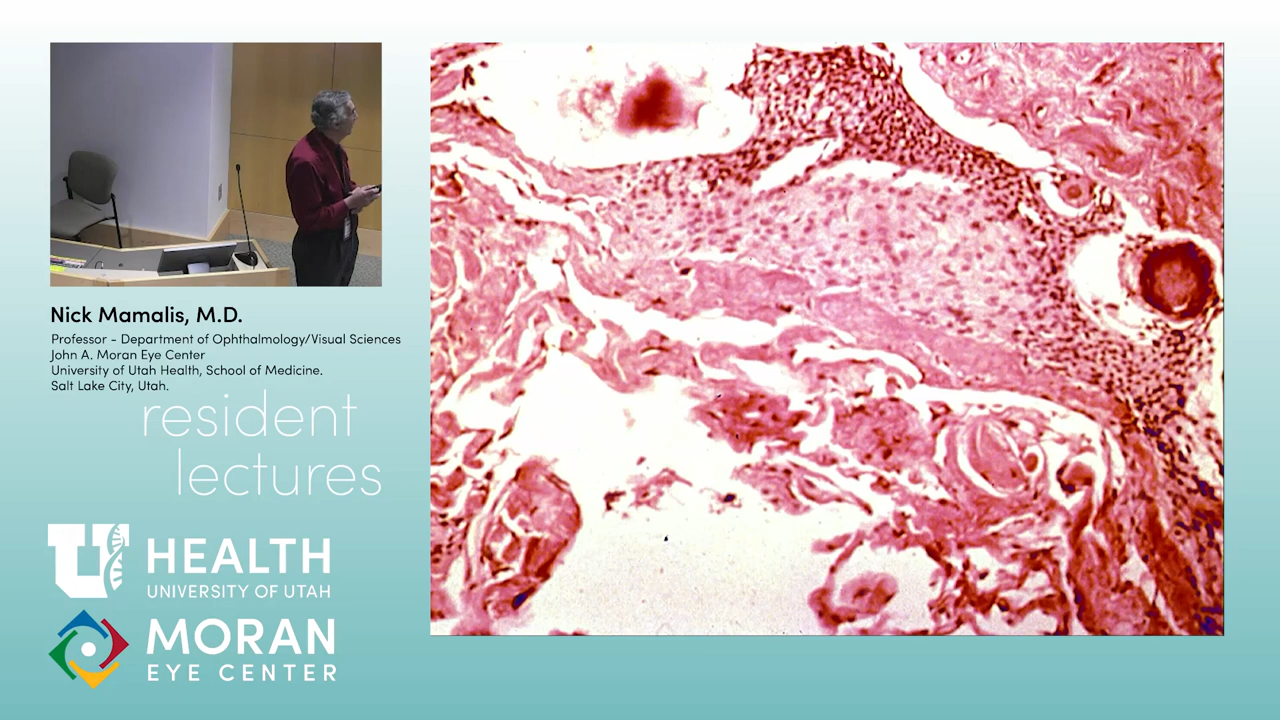 Nick Mamalis, M.D.
Professor - Department of Ophthalmology/Visual Sciences
John A. Moran Eye Center
University of Utah Health, School of Medicine.
Salt Lake City, Utah.
resident
lectures
U HEALTH
UNIVERSITY OF UTAH
MORAN
EYE CENTER